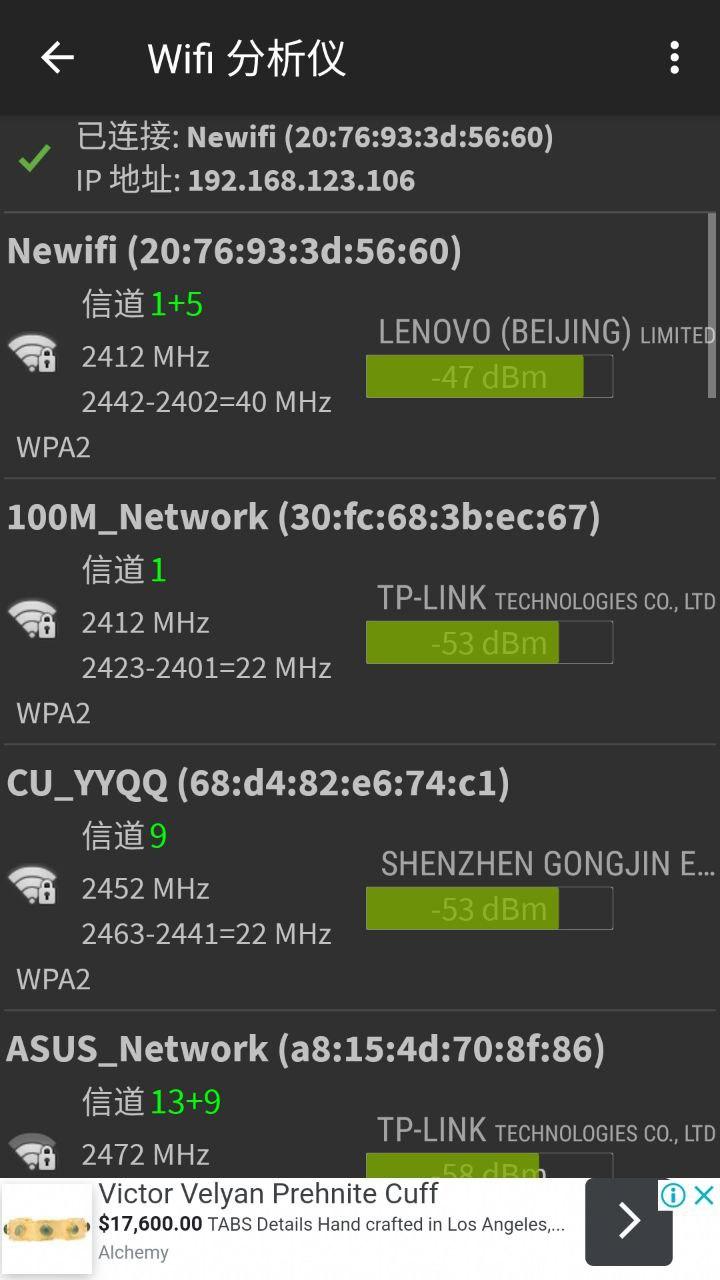 Wifi 分析仪
已连接: Newifi (20:76:93:3d:56:60)
IP 地址: 192.168.123.106
Newifi (20:76:93:3d:56:60)
信道 1+5
LENOVO (BEIJING) LIMITED
2412 MHz
-47 dBm
2442-2402=40 MHz
WPA2
100M_Network (30:fc:68:3b:ec:67)
信道 1
TP-LINK TECHNOLOGIES CO., LTD
2412 MHz
-53 dBm
2423-2401=22 MHz
WPA2
CU_YYQQ (68:d4:82:e6:74:c1)
信道 9
SHENZHEN GONGJIN E...
2452 MHz
-53 dBm
2463-2441=22 MHz
WPA2
ASUS_Network (a8:15:4d:70:8f:86)
信道 13+9
TP-LINK TECHNOLOGIES CO., LTD
2472 MHz
-58 dBm
Victor Velyan Prehnite Cuff
$17,600.00 TABS Details Hand crafted in Los Angeles,...
Alchemy